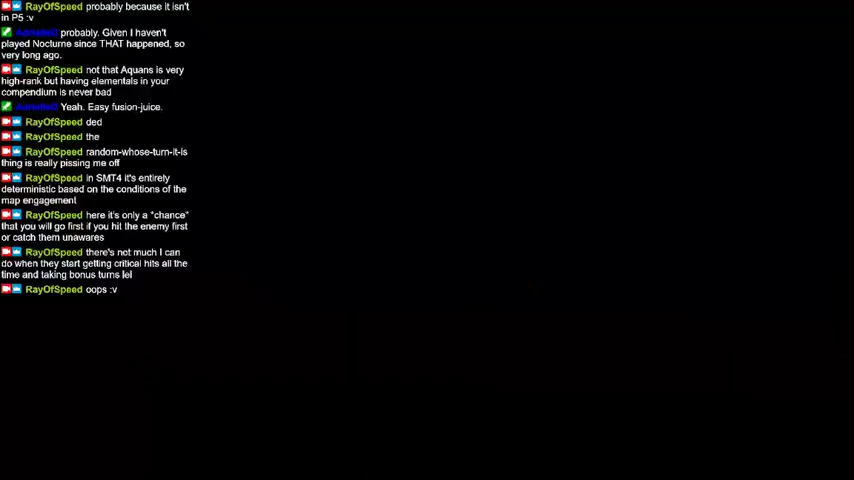 RayOfSpeed probably because it isn't
in P5 :v
probably. Given I haven't
played Nocturne since THAT happened, so
very long ago.
RayOfSpeed not that Aquans is very
high-rank but having elementals in your
compendium is never bad
Yeah. Easy fusion-juice.
RayOfSpeed ded
RayOfSpeed the
RayOfSpeed
random-whose-turn-it-is
thing is really pissing me off
RayOfSpeed in SMT4 it's entirely
deterministic based on the conditions of the
map engagement
RayOfSpeed here it's only a *chance*
that you will go first if you hit the enemy first
or catch them unawares
RayOfSpeed there's not much I can
do when they start getting critical hits all the
time and taking bonus turns lel
RayOfSpeed oops :v